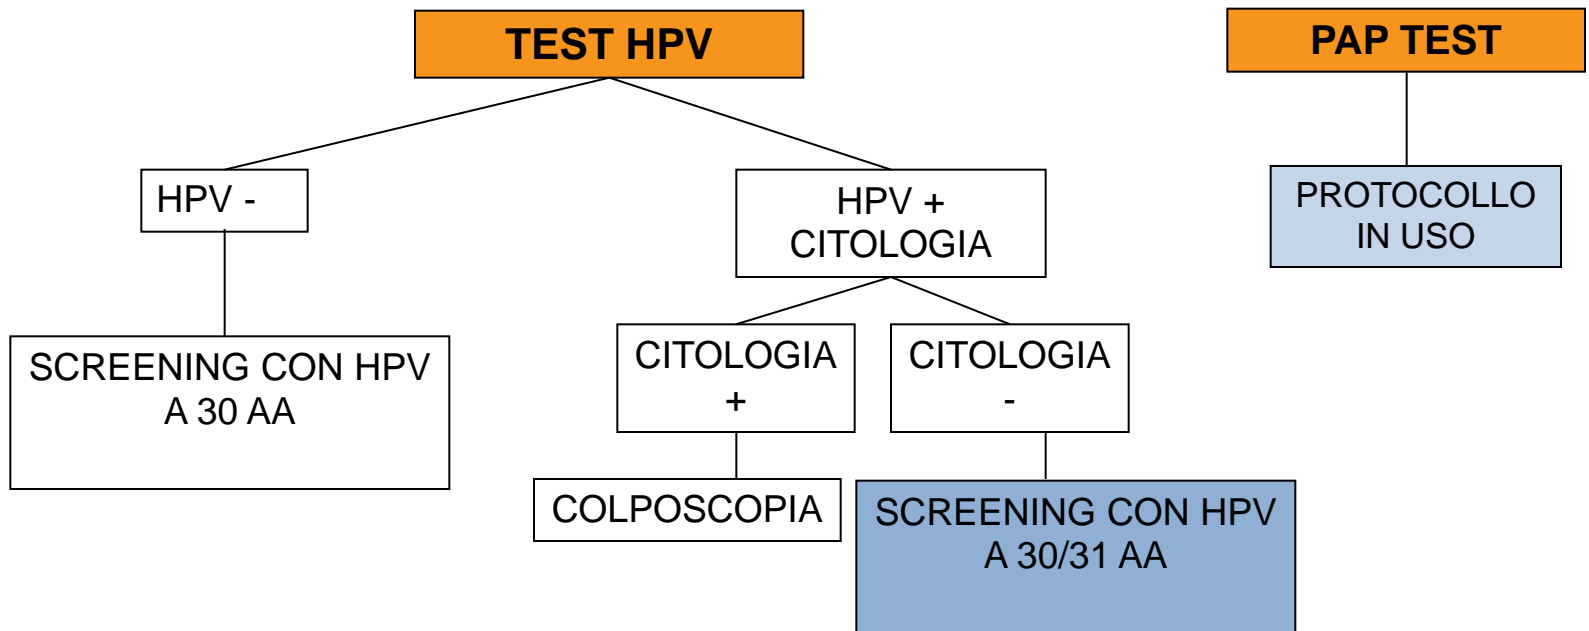 TEST HPV
PAP TEST
HPV -
HPV +
CITOLOGIA
PROTOCOLLO
IN USO
SCREENING CON HPV
A 30 AA
CITOLOGIA
+
CITOLOGIA
-
COLPOSCOPIA
SCREENING CON HPV
A 30/31 AA